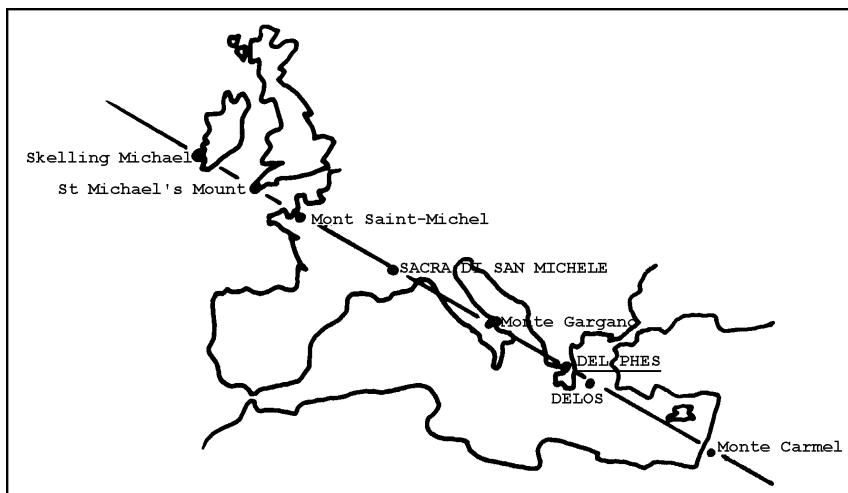 Skelling Michael
St Michael's Mount
Mont Saint-Michel
SACRA DI SAN MICHELE
Monte Gargano
DELPHES
DELOS
Monte Carmel